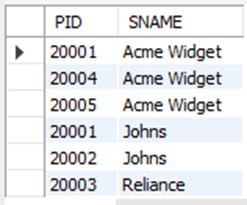 PID SNAME
20001 Acme Widget
20004 Acme Widget
20005 Acme Widget
20001 Johns
20002 Johns
20003 Reliance